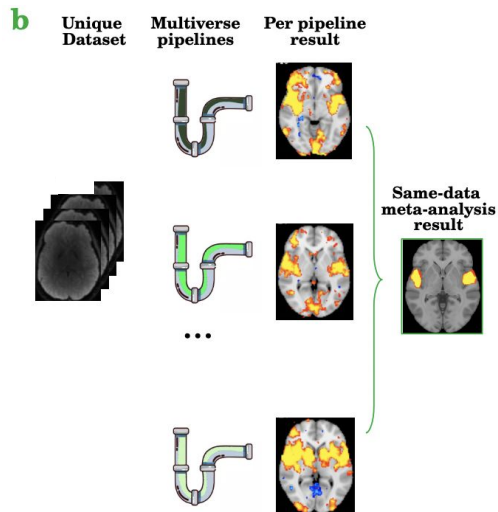 b
Unique
Dataset
Multiverse
pipelines
Per pipeline
result
Same-data
meta-analysis
result
...